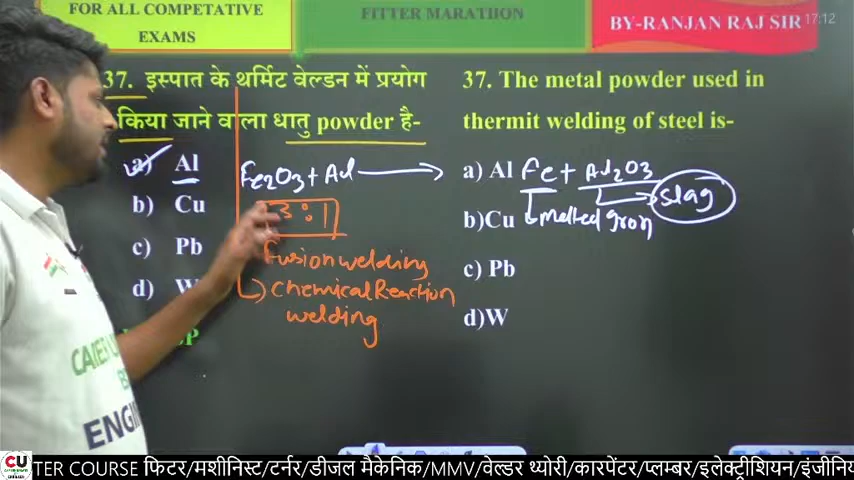 FOR ALL COMPETATIVE
EXAMS
FITTER MARATHON
BY-RANJAN RAJ SIR
17:12
37. इस्पात के थर्मिट वेल्डन में प्रयोग
किया जाने वाला धातु powder है-
a) Al
b) Cu
c) Pb
d) W
Fe2O3 + Al
3:1
Fusion welding
Chemical Reaction
welding
37. The metal powder used in
thermit welding of steel is-
a) Al Fe + Al2O3
slag
b)Cu melted Iron
c) Pb
d)W
CAREER
ENGIN
CU
TER COURSE फिटर/मशीनिस्ट/टर्नर/डीजल मैकेनिक/MMV/वेल्डर थ्योरी/कारपेंटर/प्लम्बर/इलेक्ट्रीशियन/इंजीनिय